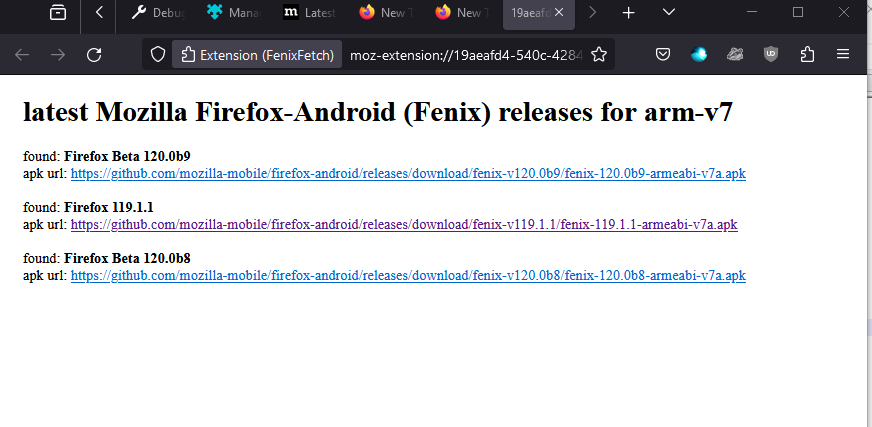 Debug
Mana
m Latest
New T
New T
19aeafd
Extension (FenixFetch) moz-extension://19aeafd4-540c-4284
latest Mozilla Firefox-Android (Fenix) releases for arm-v7
found: Firefox Beta 120.0b9
apk url: https://github.com/mozilla-mobile/firefox-android/releases/download/fenix-v120.0b9/fenix-120.0b9-armeabi-v7a.apk
found: Firefox 119.1.1
apk url: https://github.com/mozilla-mobile/firefox-android/releases/download/fenix-v119.1.1/fenix-119.1.1-armeabi-v7a.apk
found: Firefox Beta 120.0b8
apk url: https://github.com/mozilla-mobile/firefox-android/releases/download/fenix-v120.0b8/fenix-120.0b8-armeabi-v7a.apk